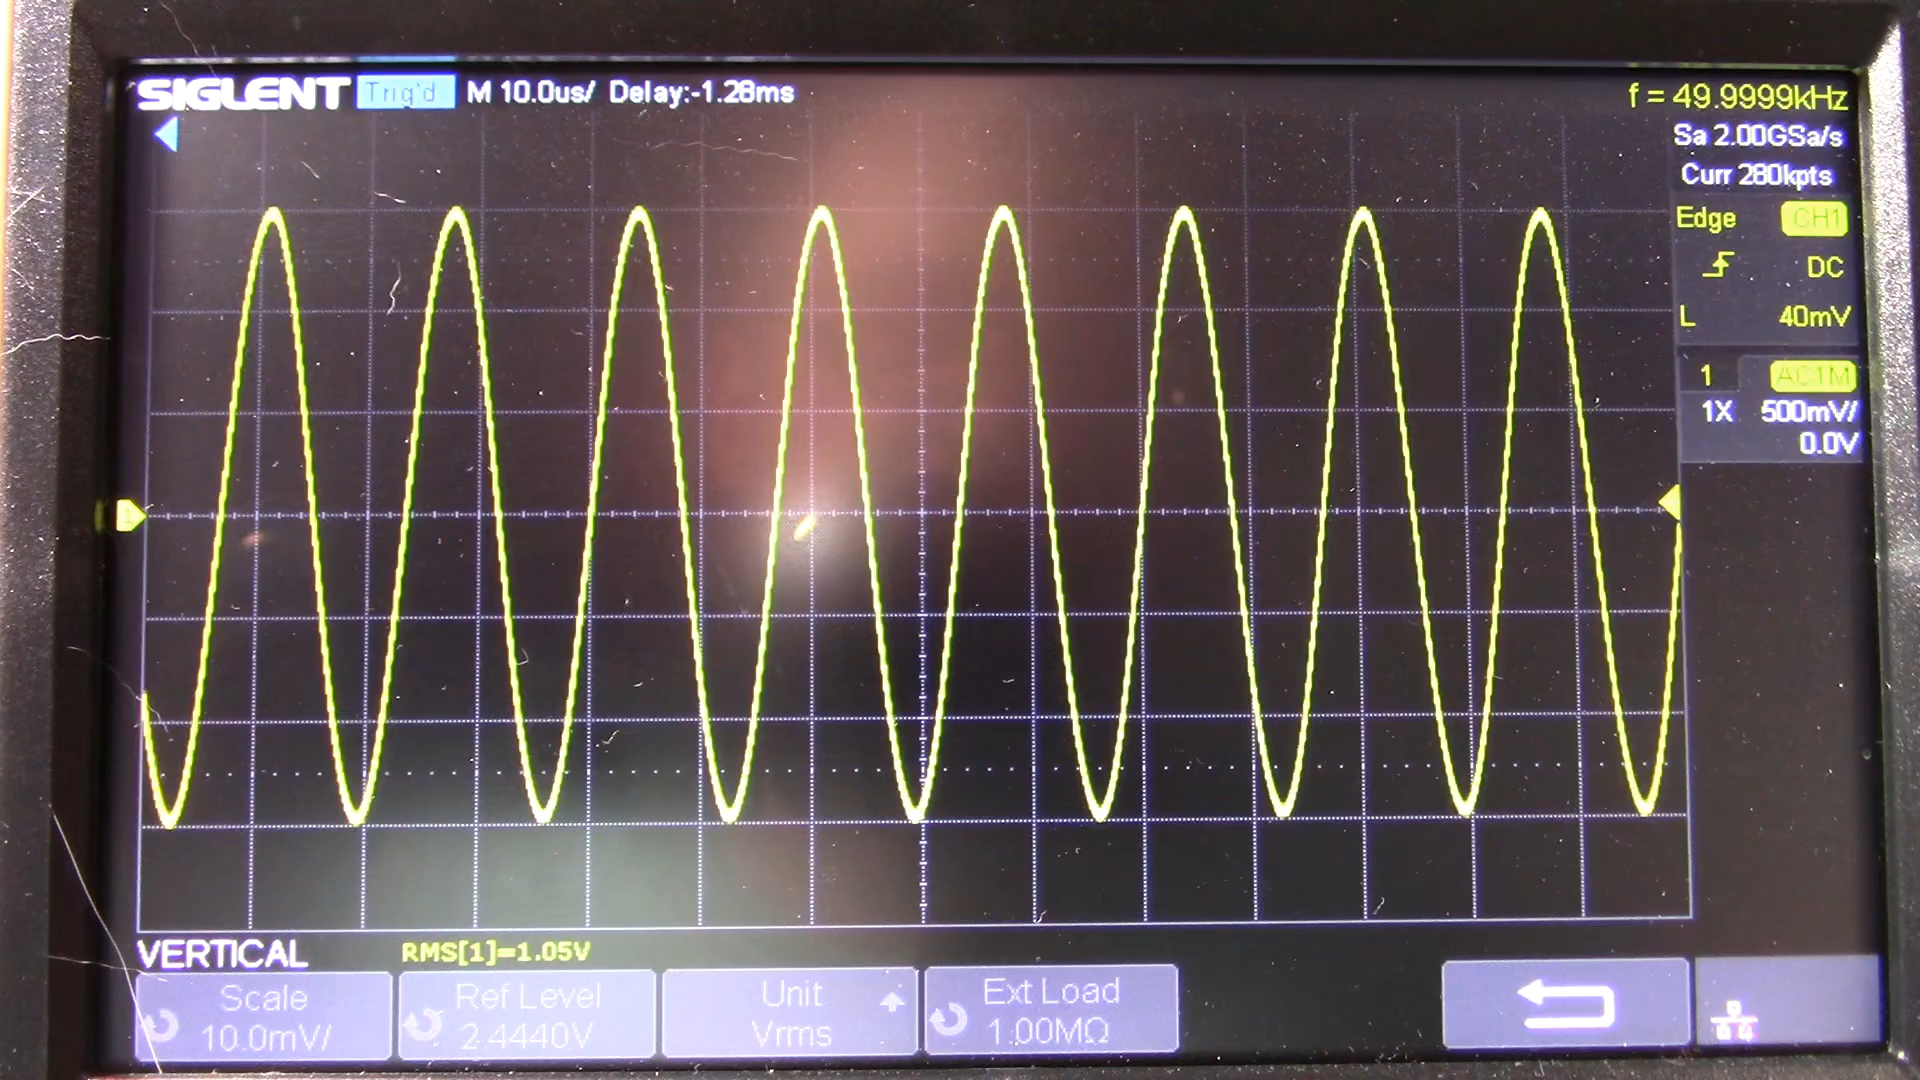 SIGLENT Trig'd M 10.0us/ Delay:-1.28ms
f = 49.9999kHz
Sa 2.00GSa/s
Curr 280kpts
Edge CH1
DC
L 40mV
1 AC1M
1X 500mV/
0.0V
1
VERTICAL RMS[1]=1.05V
Scale
10.0mV/
Ref Level
2.4440V
Unit
Vrms
Ext Load
1.00MΩ